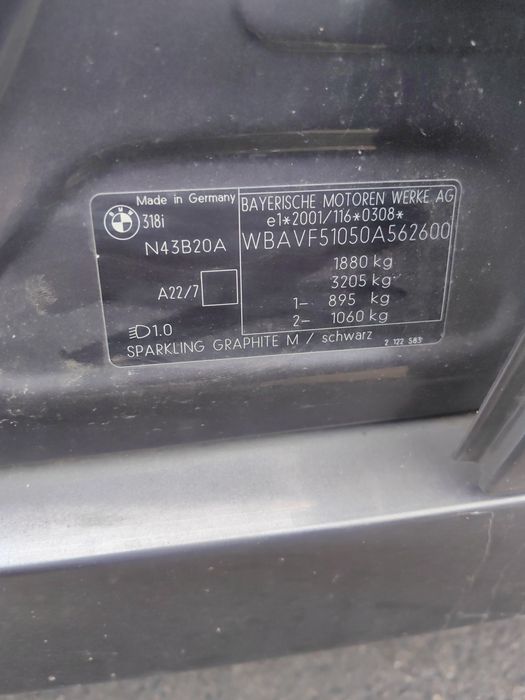 Made in Germany
BMW
318i
N43B20A
A22/7
1.0
BAYERISCHE MOTOREN WERKE AG
e1*2001/116*0308*
WBAVF51050A562600
1880 kg
3205 kg
1- 895 kg
2- 1060 kg
SPARKLING GRAPHITE M / schwarz